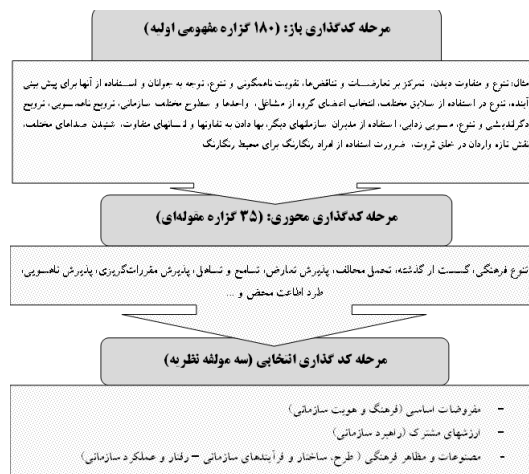 مرحله کدگذاری باز: (۱۸۰ گزاره مفهومی اولیه)
مثال: تنوع و متفاوت دیدن، تمرکز بر تعارضات و تناقض‌ها، تقویت ناهمگونی و تنوع، توجه به جوانان و استفاده از آنها برای پیش بینی
آینده، تنوع در استفاده از سلایق مختلف، انتخاب اعضای گروه از مشاغل، واحدها و سطوح مختلف سازمانی، ترویج ناهمسویی، ترویج
دگراندیشی و تنوع، همسویی زدایی، استفاده از مدیران سازمانهای دیگر، بها دادن به تفاوتها و انسانهای متفاوت، شنیدن صداهای مختلف،
نقش تازه واردان در خلق ثروت، ضرورت استفاده از افراد رنگارنگ برای محیط رنگارنگ
مرحله کدگذاری محوری: (۳۵ گزاره مقوله‌ای)
تنوع فرهنگی، گسست از گذشته، تحمل مخالف، پذیرش تعارض، تسامح و تساهل، پذیرش مقررات‌گریزی، پذیرش ناهمسویی،
طرد اطاعت محض و ...
مرحله کد گذاری انتخابی (سه مولفه نظریه)
- مفروضات اساسی (فرهنگ و هویت سازمانی)
- ارزشهای مشترک (راهبرد سازمانی)
- مصنوعات و مظاهر فرهنگی ( طرح، ساختار و فرآیندهای سازمانی – رفتار و عملکرد سازمانی)